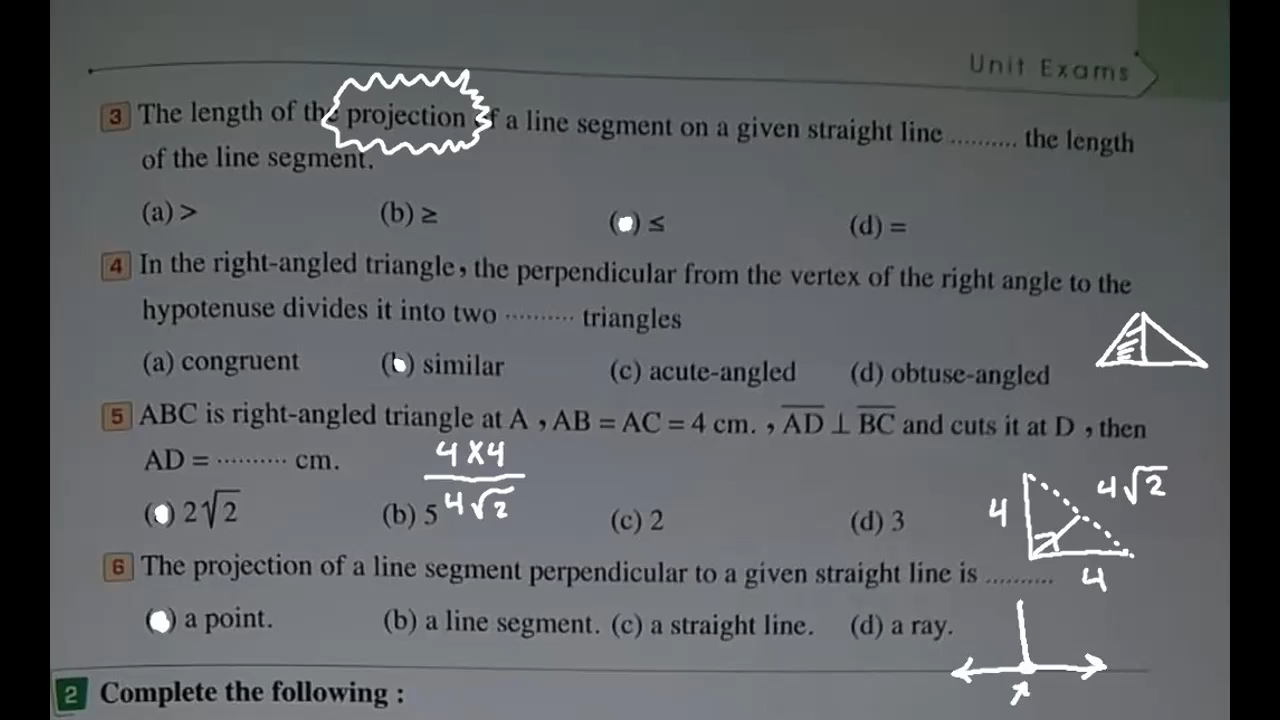 Unit Exams
3 The length of the projection of a line segment on a given straight line .......... the length
of the line segment.
(a) > (b) ≥ (c) ≤ (d) =
4 In the right-angled triangle, the perpendicular from the vertex of the right angle to the
hypotenuse divides it into two .......... triangles
(a) congruent (b) similar (c) acute-angled (d) obtuse-angled
5 ABC is right-angled triangle at A , AB = AC = 4 cm. , AD ⊥ BC and cuts it at D , then
AD = .......... cm.
4 × 4
4√2
(a) 2√2 (b) 5 (c) 2 (d) 3
4
4√2
4
6 The projection of a line segment perpendicular to a given straight line is ..........
(a) a point. (b) a line segment. (c) a straight line. (d) a ray.
2 Complete the following :